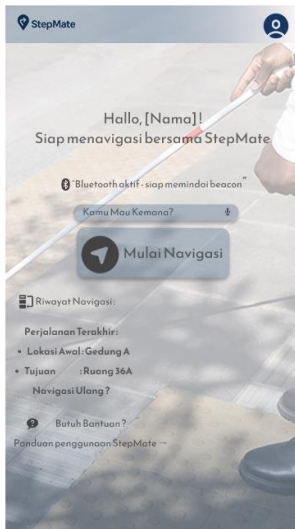 StepMate
Hallo, [Nama]!
Siap menavigasi bersama StepMate
"Bluetooth aktif - siap memindai beacon"
Kamu Mau Kemana?
Mulai Navigasi
Riwayat Navigasi:
Perjalanan Terakhir:
• Lokasi Awal: Gedung A
• Tujuan : Ruang 36A
Navigasi Ulang?
Butuh Bantuan?
Panduan penggunaan StepMate →